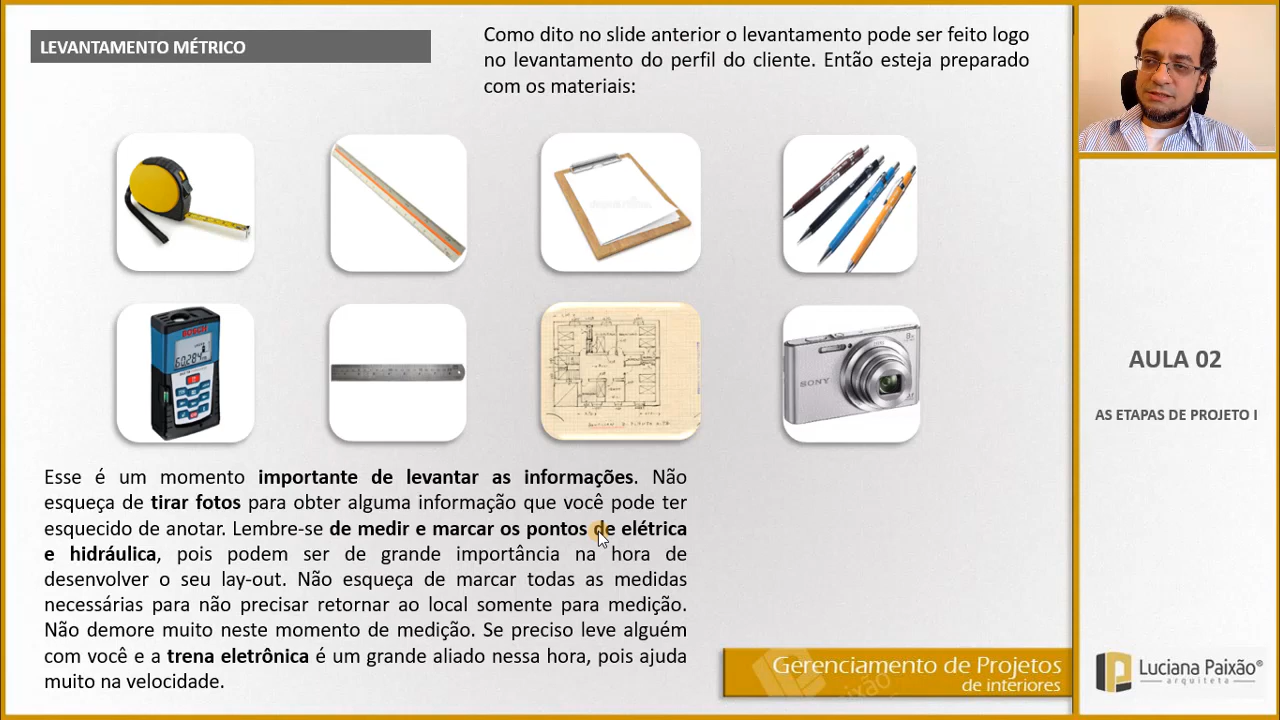 LEVANTAMENTO MÉTRICO
Como dito no slide anterior o levantamento pode ser feito logo
no levantamento do perfil do cliente. Então esteja preparado
com os materiais:
SONY
Esse é um momento importante de levantar as informações. Não
esqueça de tirar fotos para obter alguma informação que você pode ter
esquecido de anotar. Lembre-se de medir e marcar os pontos de elétrica
e hidráulica, pois podem ser de grande importância na hora de
desenvolver o seu lay-out. Não esqueça de marcar todas as medidas
necessárias para não precisar retornar ao local somente para medição.
Não demore muito neste momento de medição. Se preciso leve alguém
com você e a trena eletrônica é um grande aliado nessa hora, pois ajuda
muito na velocidade.
Gerenciamento de Projetos
de interiores
AULA 02
AS ETAPAS DE PROJETO I
Luciana Paixão®
arquiteta